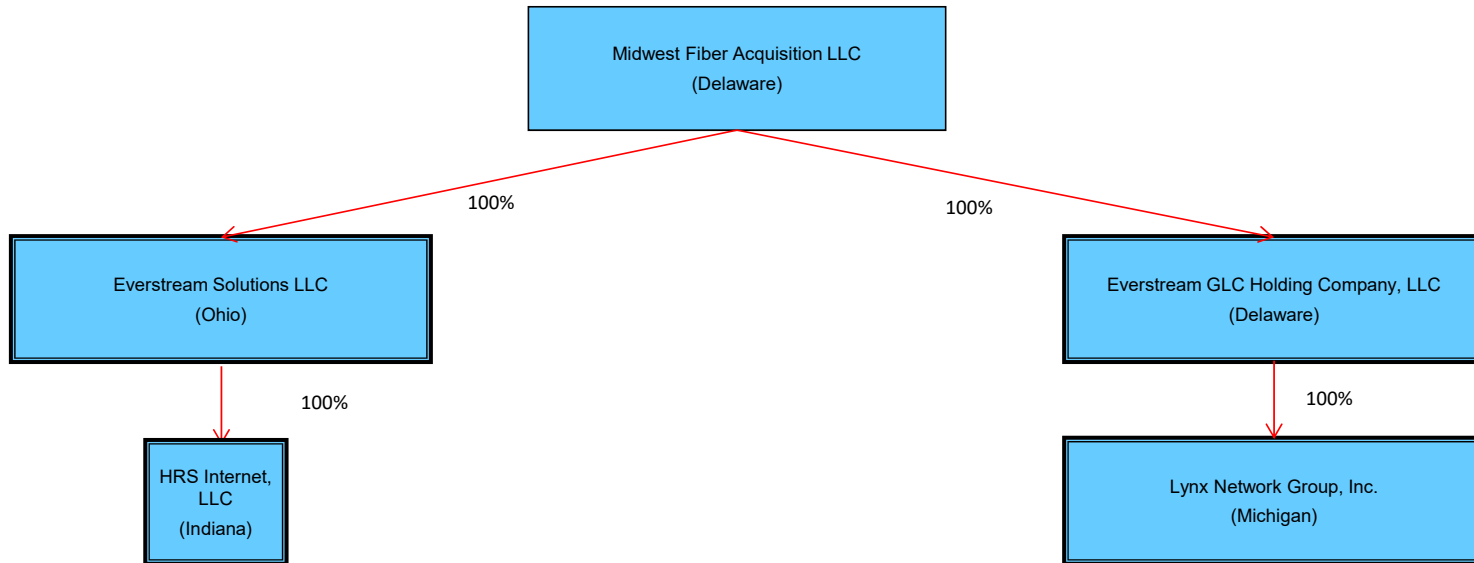 Midwest Fiber Acquisition LLC
(Delaware)
100%
100%
Everstream Solutions LLC
(Ohio)
Everstream GLC Holding Company, LLC
(Delaware)
100%
100%
HRS Internet,
LLC
(Indiana)
Lynx Network Group, Inc.
(Michigan)